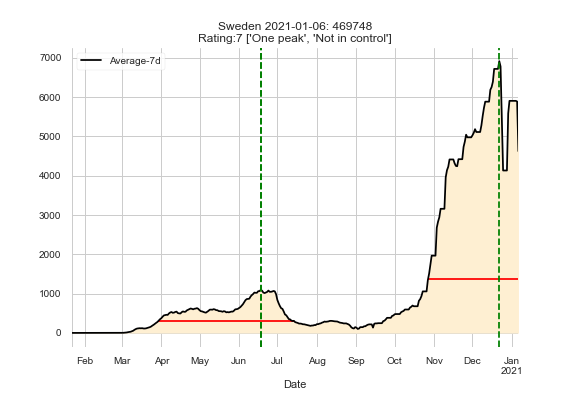 Sweden 2021-01-06: 469748
Rating:7 ['One peak', 'Not in control']
Average-7d
7000
6000
5000
4000
3000
2000
1000
0
Feb Mar Apr May Jun Jul Aug Sep Oct Nov Dec Jan
2021
Date